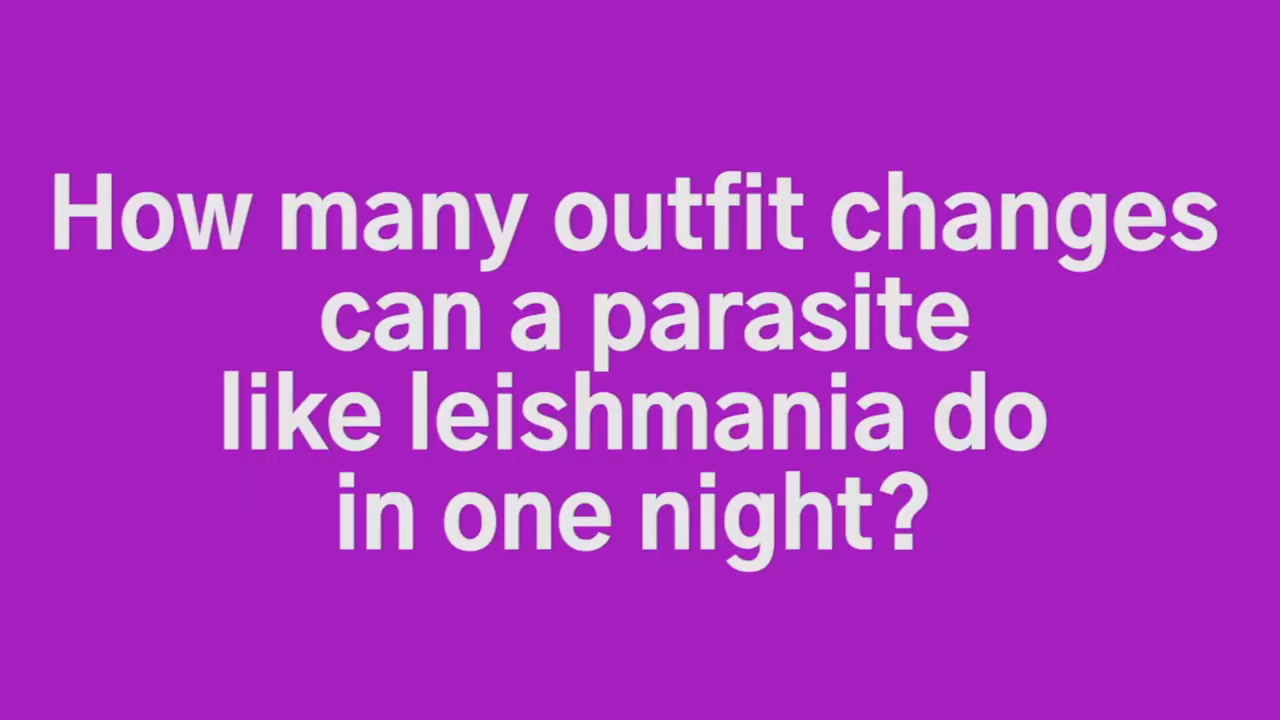 How many outfit changes
can a parasite
like leishmania do
in one night?